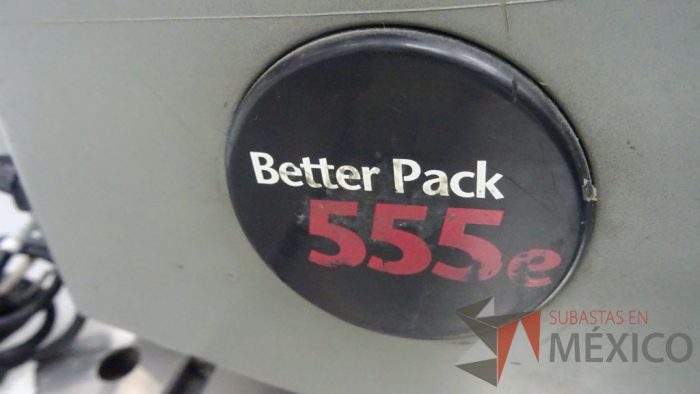 Better Pack
555e
SUBASTAS EN
MÉXICO